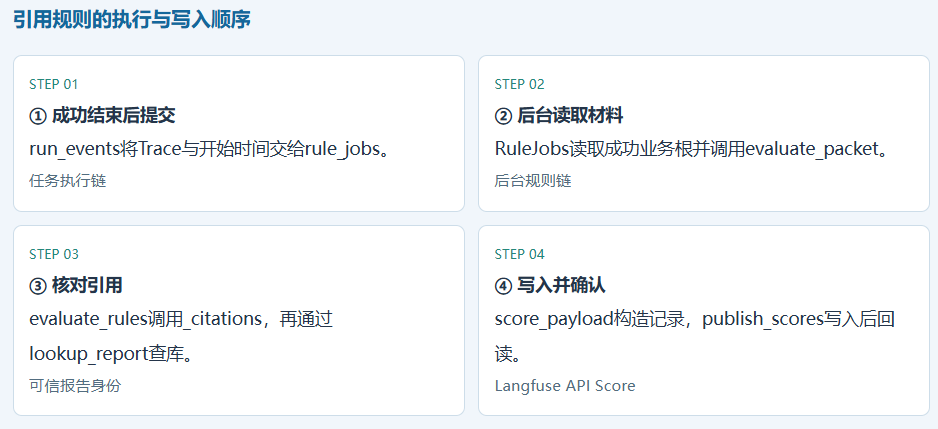 引用规则的执行与写入顺序
STEP 01
① 成功结束后提交
run_events将Trace与开始时间交给rule_jobs。
任务执行链
STEP 02
② 后台读取材料
RuleJobs读取成功业务根并调用evaluate_packet。
后台规则链
STEP 03
③ 核对引用
evaluate_rules调用_citations，再通过
lookup_report查库。
可信报告身份
STEP 04
④ 写入并确认
score_payload构造记录，publish_scores写入后回
读。
Langfuse API Score